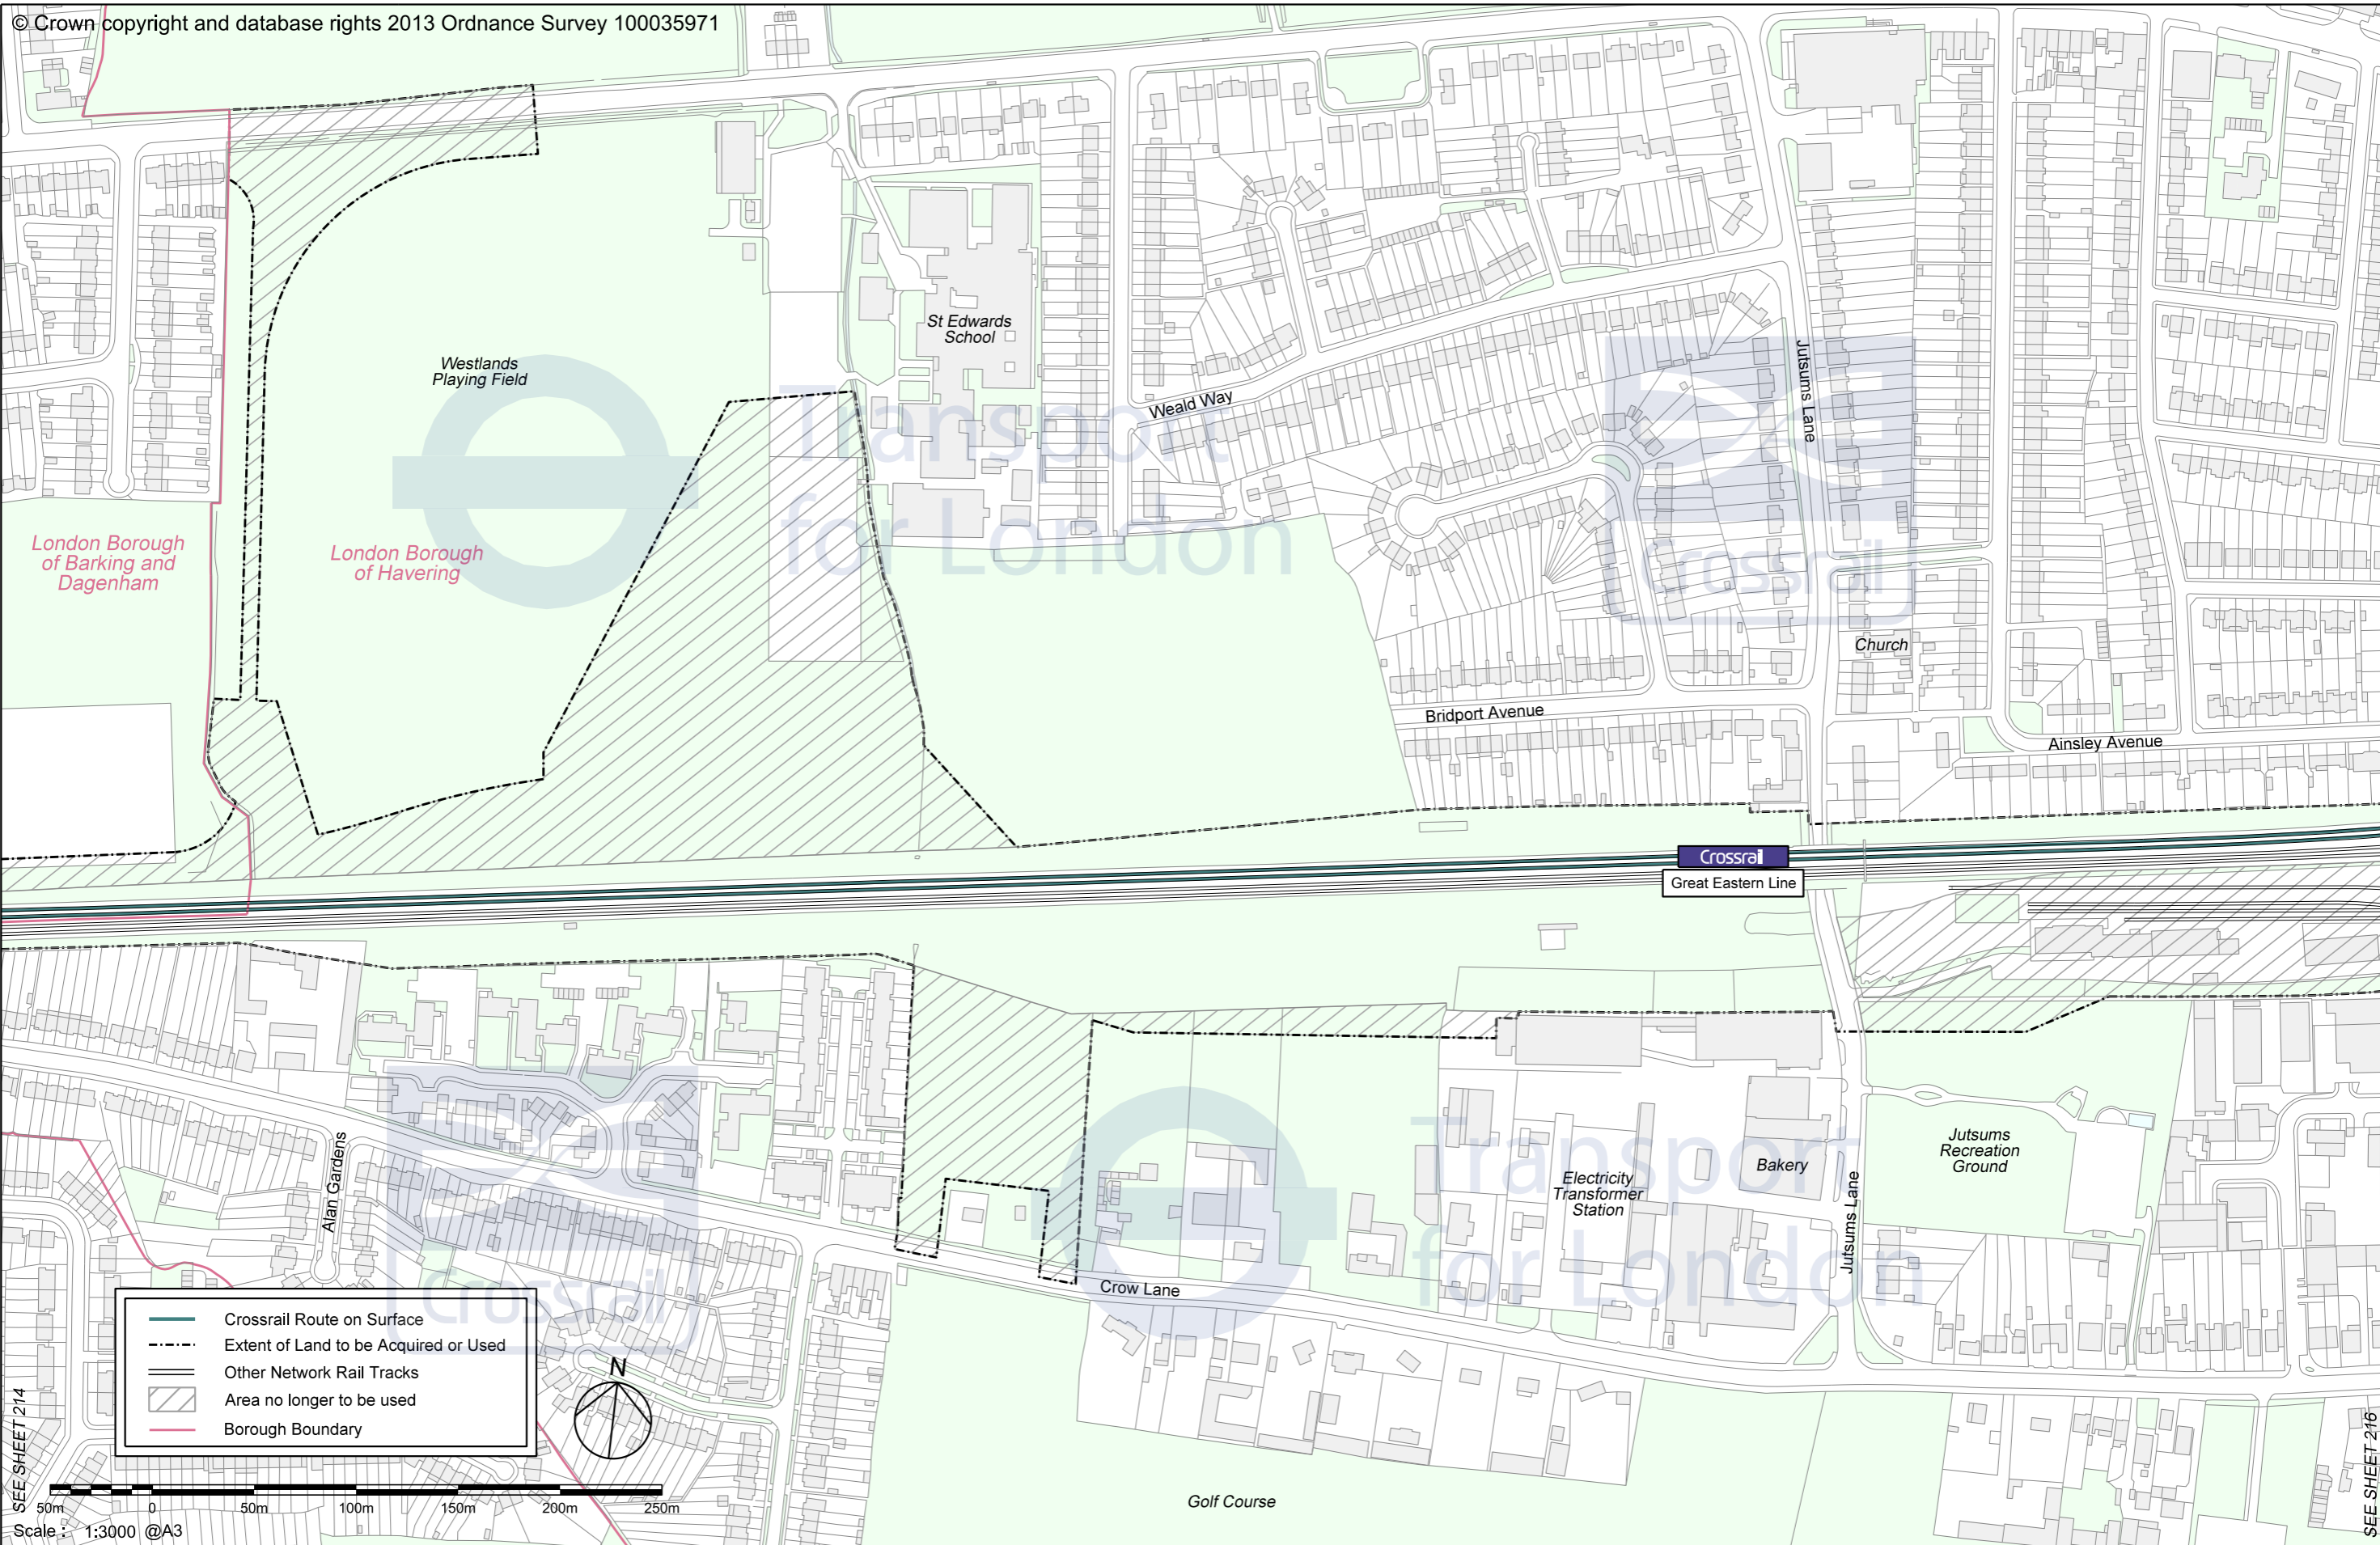 © Crown copyright and database rights 2013 Ordnance Survey 100035971
St Edwards
School
Westlands
Playing Field
Jutsums Lane
Weald Way
Transport
for London
Crossrail
London Borough
of Barking and
Dagenham
London Borough
of Havering
Church
Bridport Avenue
Ainsley Avenue
Crossrail
Great Eastern Line
Alan Gardens
Jutsums
Recreation
Ground
Bakery
Electricity
Transformer
Station
Jutsums Lane
Transport
for London
Crow Lane
Crossrail
Crossrail Route on Surface
Extent of Land to be Acquired or Used
Other Network Rail Tracks
Area no longer to be used
Borough Boundary
N
SEE SHEET 214
SEE SHEET 216
50m 0 50m 100m 150m 200m 250m
Scale : 1:3000 @A3
Golf Course